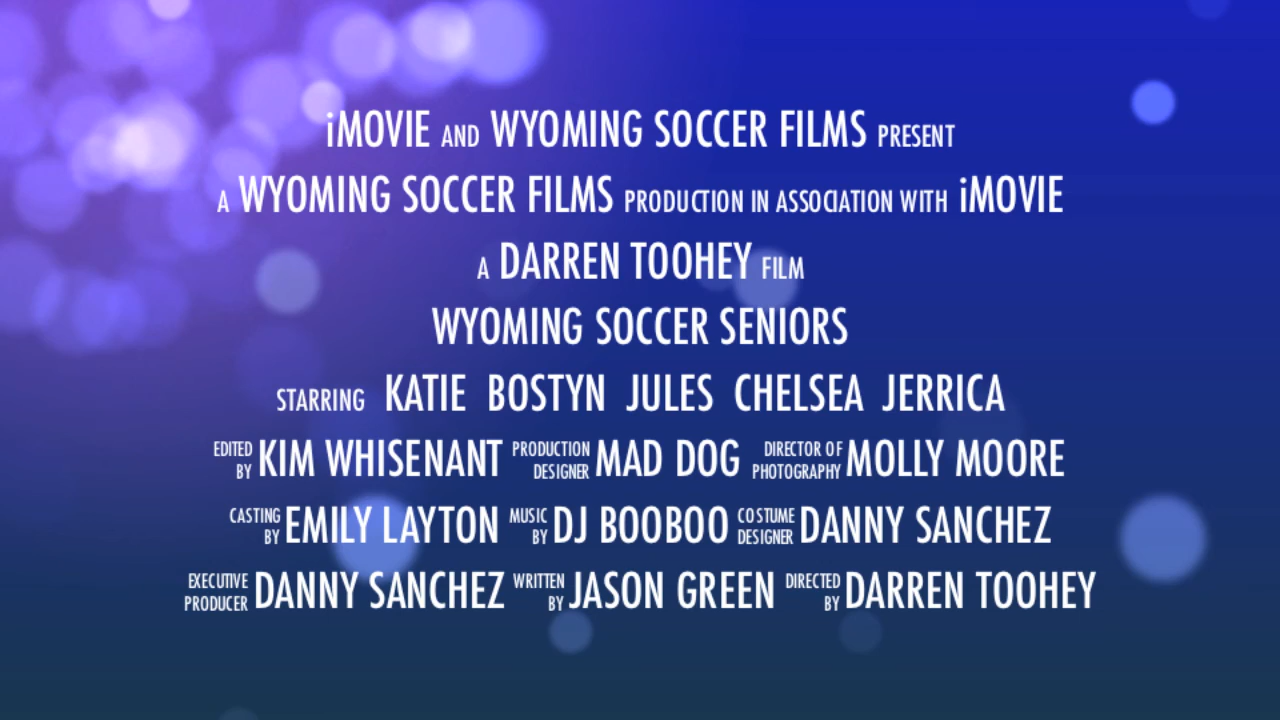 iMOVIE AND WYOMING SOCCER FILMS PRESENT
A WYOMING SOCCER FILMS PRODUCTION IN ASSOCIATION WITH iMOVIE
A DARREN TOOHEY FILM
WYOMING SOCCER SENIORS
STARRING KATIE BOSTYN JULES CHELSEA JERRICA
EDITED BY KIM WHISENANT PRODUCTION DESIGNER MAD DOG DIRECTOR OF PHOTOGRAPHY MOLLY MOORE
CASTING BY EMILY LAYTON MUSIC BY DJ BOOBOO COSTUME DESIGNER DANNY SANCHEZ
EXECUTIVE PRODUCER DANNY SANCHEZ WRITTEN BY JASON GREEN DIRECTED BY DARREN TOOHEY